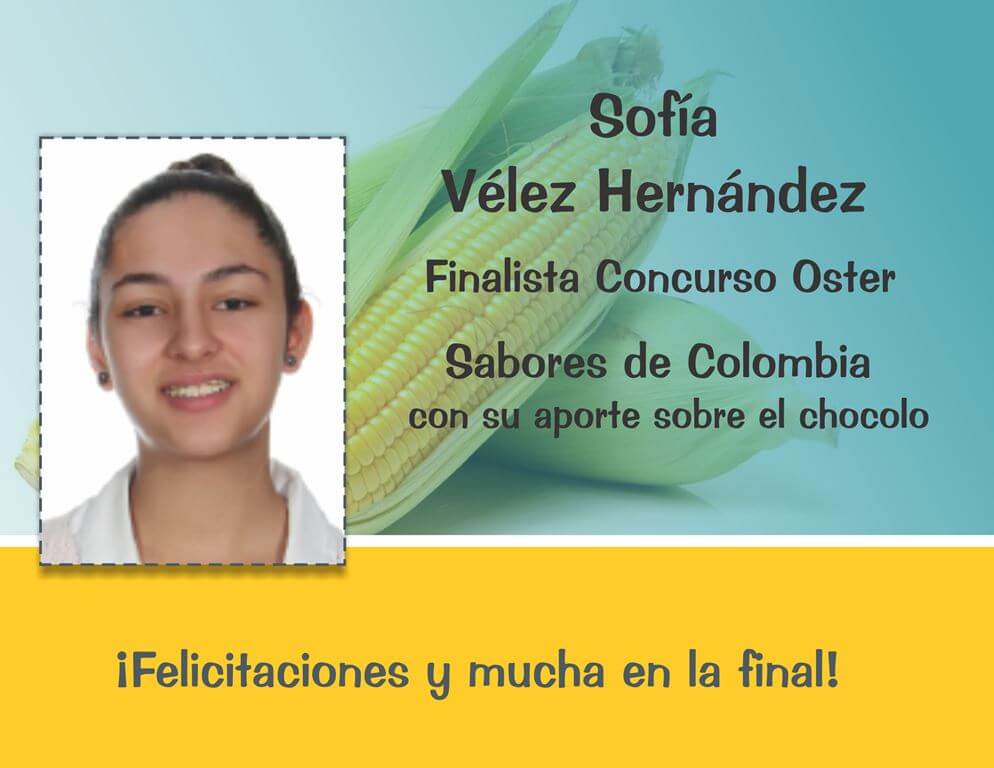 Sofía
Vélez Hernández
Finalista Concurso Oster
Sabores de Colombia
con su aporte sobre el chocolo
¡Felicitaciones y mucha en la final!